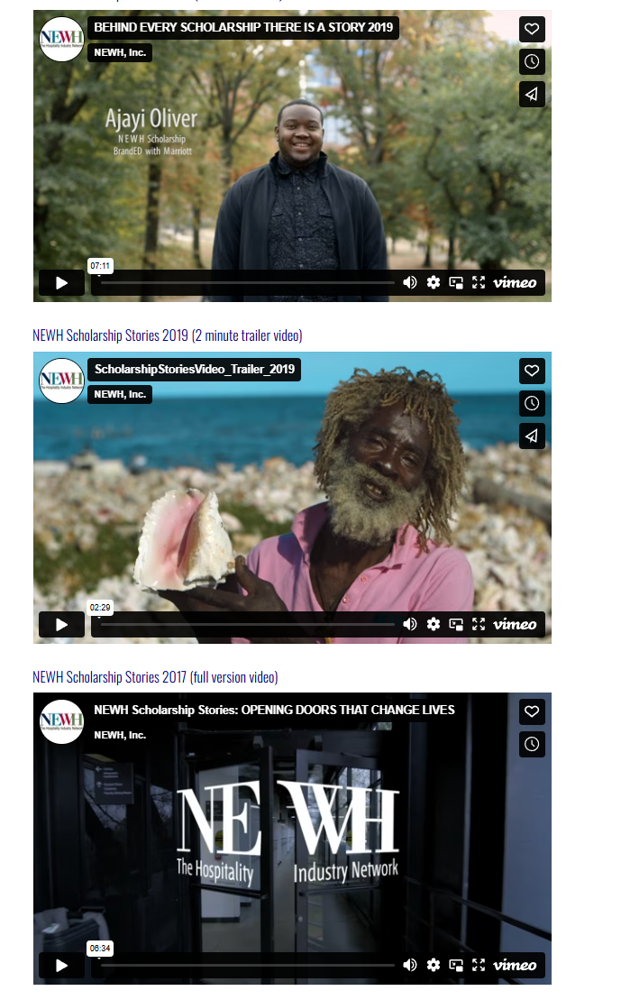 BEHIND EVERY SCHOLARSHIP THERE IS A STORY 2019
NEWH
The Hospitality Industry Network
NEWH, Inc.
Ajayi Oliver
NEWH Scholarship
BrandED with Marriott
07:11
vimeo
NEWH Scholarship Stories 2019 (2 minute trailer video)
ScholarshipStoriesVideo_Trailer_2019
NEWH
The Hospitality Industry Network
NEWH, Inc.
02:29
vimeo
NEWH Scholarship Stories 2017 (full version video)
NEWH Scholarship Stories: OPENING DOORS THAT CHANGE LIVES
NEWH
The Hospitality Industry Network
NEWH, Inc.
NEWH
The Hospitality Industry Network
06:34
vimeo